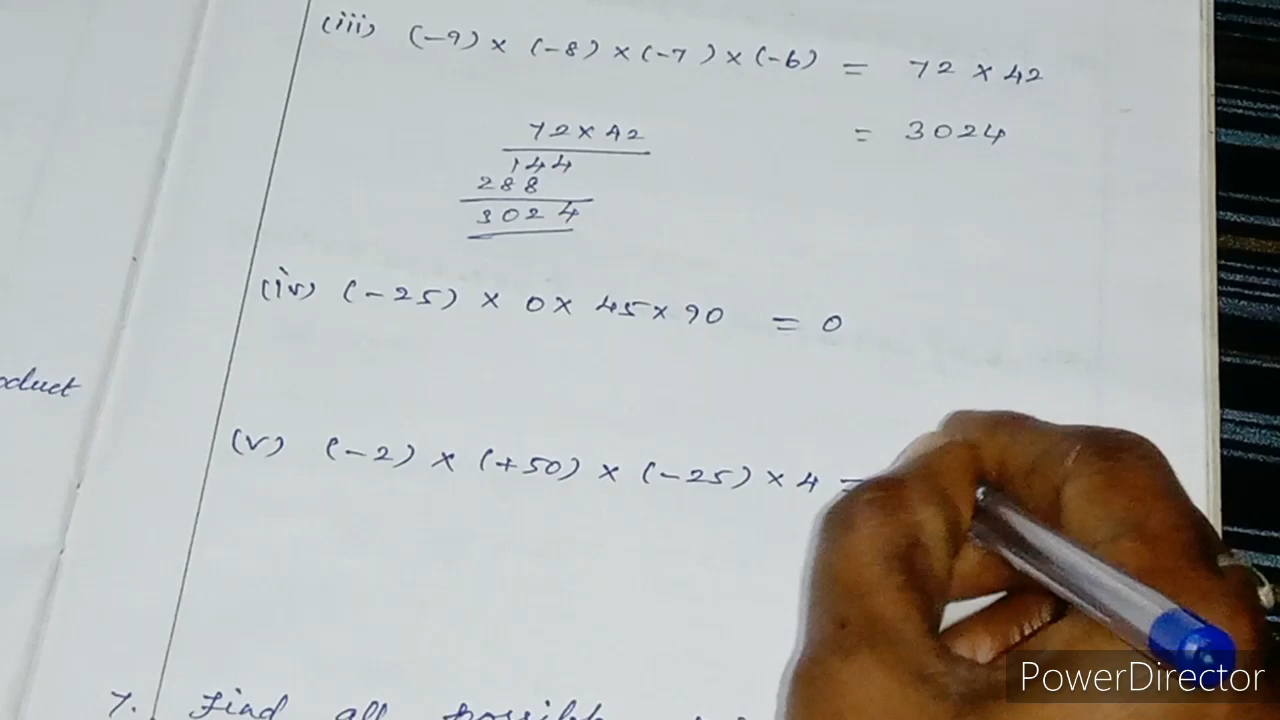 (iii) (-9) × (-8) × (-7) × (-6) = 72 × 42
= 3024
72 × 42
144
288
3024
(iv) (-25) × 0 × 45 × 90 = 0
oduct
(v) (-2) × (+50) × (-25) × 4 =
7. Find all possible
PowerDirector